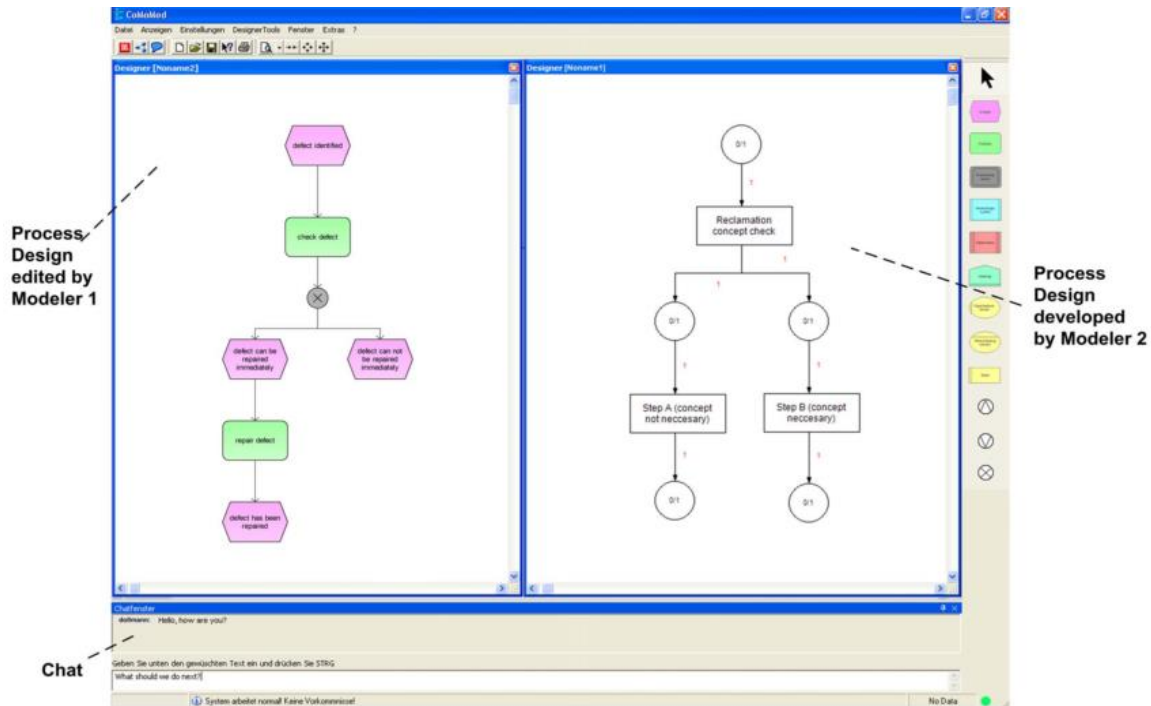 CoMoMod
Datei Anzeigen Einstellungen DesignerTools Fenster Extras ?
Designer [Noname2]
Designer [Noname1]
defect identified
check defect
defect can be
repaired
immediately
defect can not
be repaired
immediately
repair defect
defect has been
repaired
0/1
1
Reclamation
concept check
1
1
0/1
0/1
1
1
Step A (concept
not neccesary)
Step B (concept
neccesary)
1
1
0/1
0/1
Process
Design
edited by
Modeler 1
Process
Design
developed
by Modeler 2
Chat
Chatfenster
Hello, how are you?
Geben Sie unten den gewüschten Text ein und drücken Sie STRG
What should we do next?
System arbeitet normal! Keine Vorkommnisse!
No Data